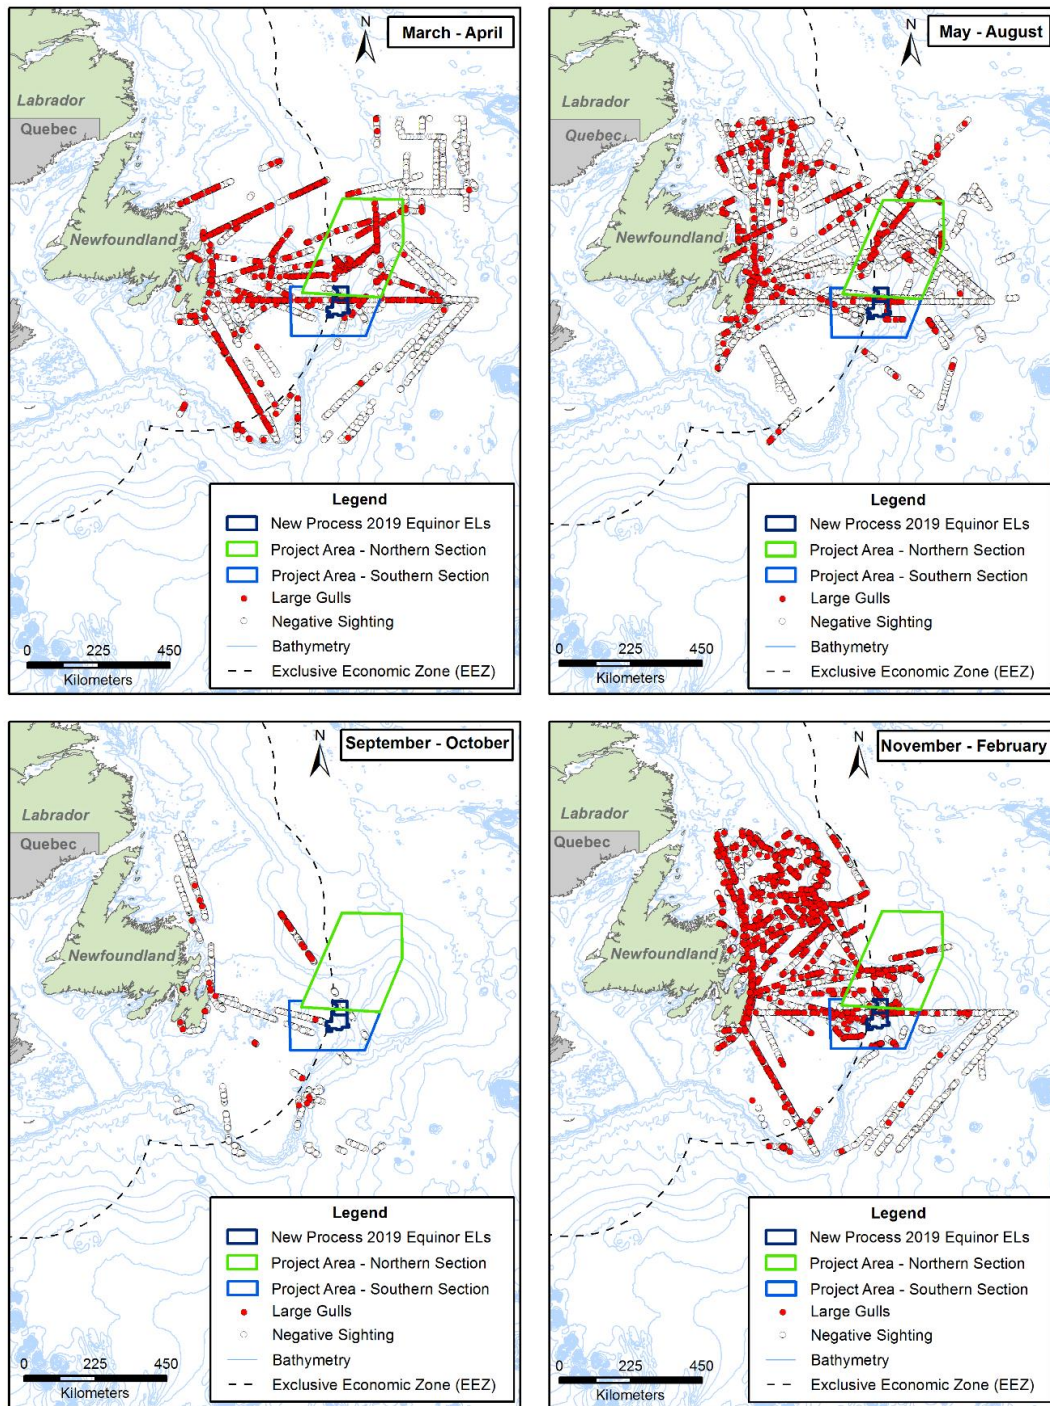 March - April
N
Labrador
Quebec
Newfoundland
Legend
New Process 2019 Equinor ELs
Project Area - Northern Section
Project Area - Southern Section
Large Gulls
Negative Sighting
Bathymetry
Exclusive Economic Zone (EEZ)
0 225 450
Kilometers
May - August
N
Labrador
Quebec
Newfoundland
Legend
New Process 2019 Equinor ELs
Project Area - Northern Section
Project Area - Southern Section
Large Gulls
Negative Sighting
Bathymetry
Exclusive Economic Zone (EEZ)
0 225 450
Kilometers
September - October
N
Labrador
Quebec
Newfoundland
Legend
New Process 2019 Equinor ELs
Project Area - Northern Section
Project Area - Southern Section
Large Gulls
Negative Sighting
Bathymetry
Exclusive Economic Zone (EEZ)
0 225 450
Kilometers
November - February
N
Labrador
Quebec
Newfoundland
Legend
New Process 2019 Equinor ELs
Project Area - Northern Section
Project Area - Southern Section
Large Gulls
Negative Sighting
Bathymetry
Exclusive Economic Zone (EEZ)
0 225 450
Kilometers